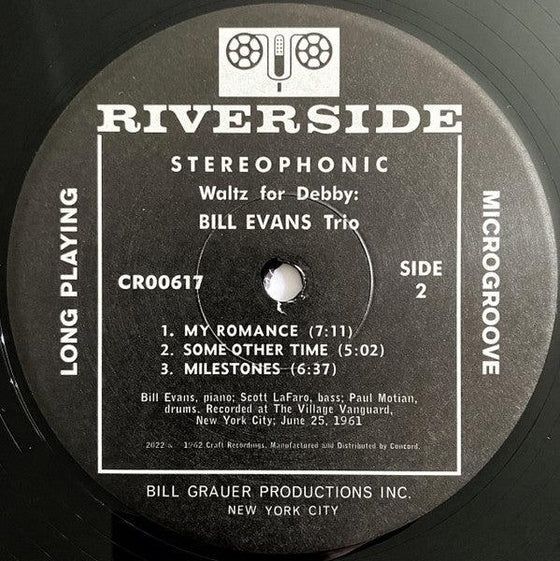 RIVERSIDE
STEREOPHONIC
Waltz for Debby:
BILL EVANS Trio
LONG PLAYING
MICROGROOVE
CR00617
SIDE
2
1. MY ROMANCE (7:11)
2. SOME OTHER TIME (5:02)
3. MILESTONES (6:37)
Bill Evans, piano; Scott LaFaro, bass; Paul Motian,
drums. Recorded at The Village Vanguard,
New York City; June 25, 1961
2022 & 1962 Craft Recordings. Manufactured and Distributed by Concord.
BILL GRAUER PRODUCTIONS INC.
NEW YORK CITY